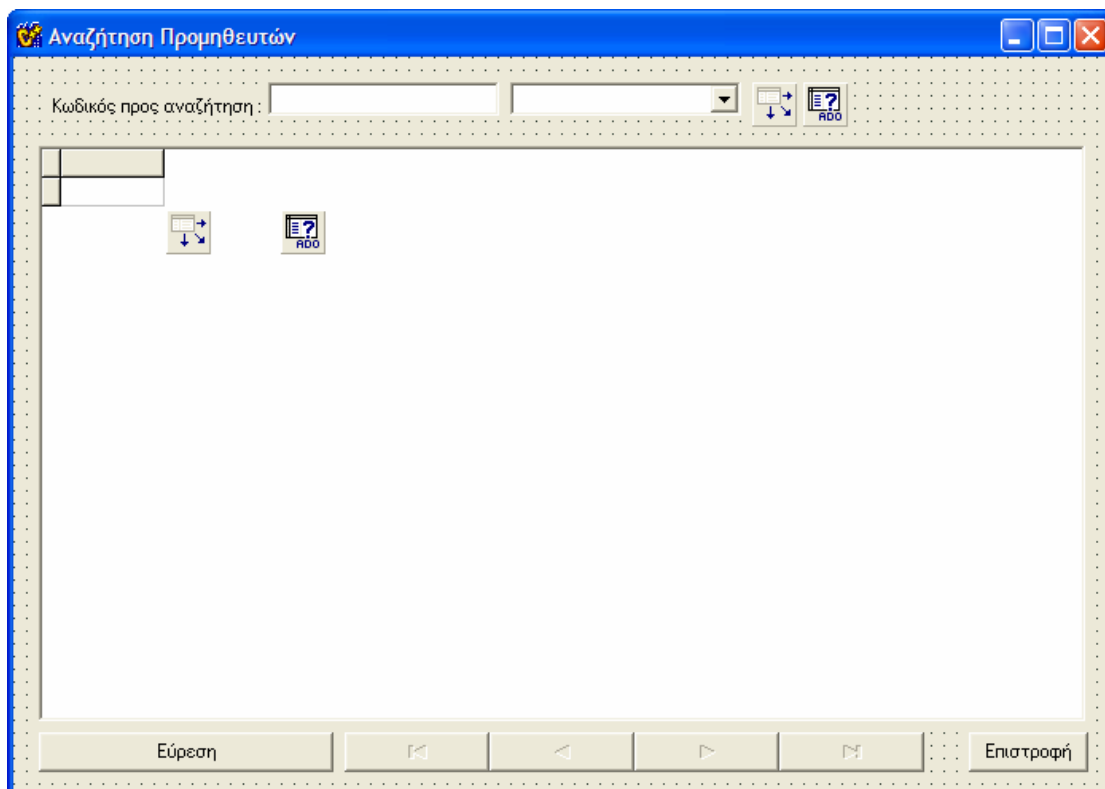 Αναζήτηση Προμηθευτών
Κωδικός προς αναζήτηση :
ADO
ADO
Εύρεση
Επιστροφή